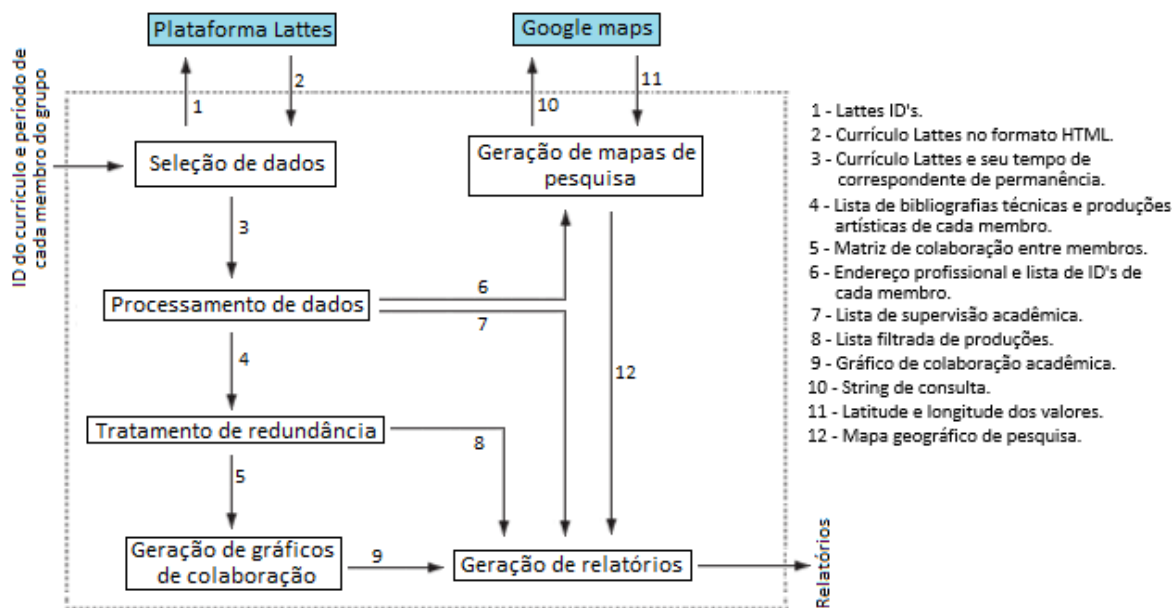 Plataforma Lattes
Google maps
ID do currículo e período de
cada membro do grupo
1
2
10
11
Seleção de dados
Geração de mapas de
pesquisa
3
Processamento de dados
6
7
4
12
Tratamento de redundância
8
5
Geração de gráficos
de colaboração
9
Geração de relatórios
Relatórios
1 - Lattes ID's.
2 - Currículo Lattes no formato HTML.
3 - Currículo Lattes e seu tempo de
correspondente de permanência.
4 - Lista de bibliografias técnicas e produções
artísticas de cada membro.
5 - Matriz de colaboração entre membros.
6 - Endereço profissional e lista de ID's de
cada membro.
7 - Lista de supervisão acadêmica.
8 - Lista filtrada de produções.
9 - Gráfico de colaboração acadêmica.
10 - String de consulta.
11 - Latitude e longitude dos valores.
12 - Mapa geográfico de pesquisa.